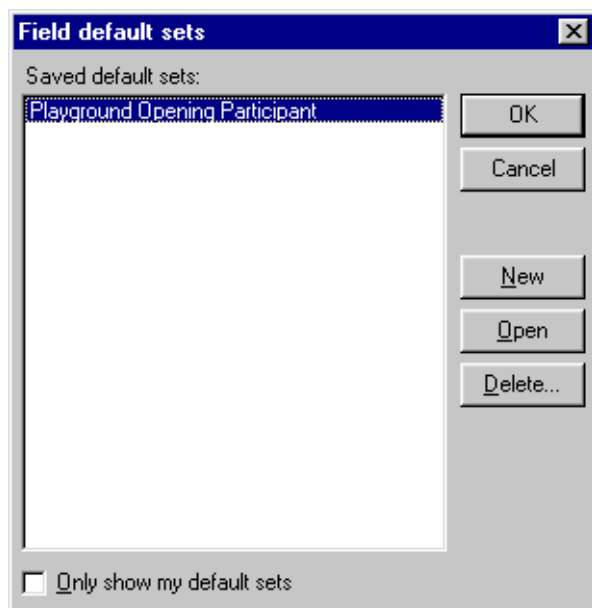 Field default sets
Saved default sets:
Playground Opening Participant
OK
Cancel
New
Open
Delete...
Only show my default sets